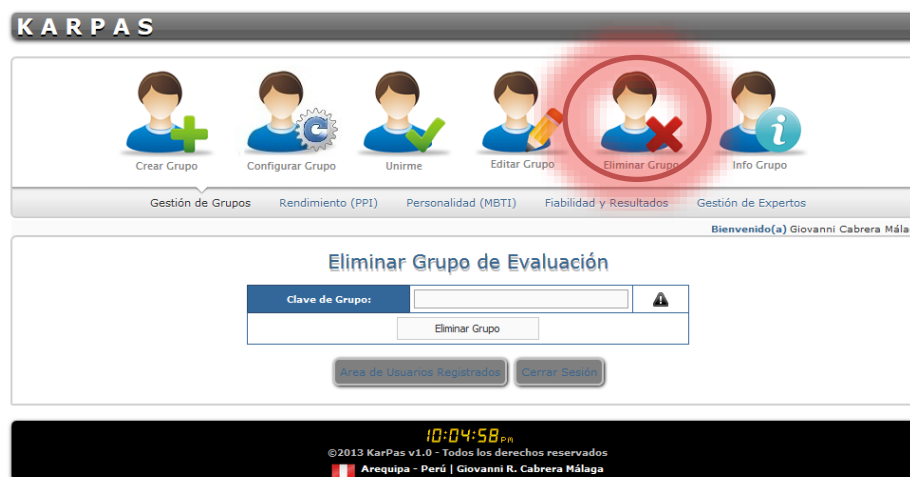 KARPAS
Crear Grupo Configurar Grupo Unirme Editar Grupo Eliminar Grupo Info Grupo
Gestión de Grupos Rendimiento (PPI) Personalidad (MBTI) Fiabilidad y Resultados Gestión de Expertos
Bienvenido(a) Giovanni Cabrera Mála
Eliminar Grupo de Evaluación
Clave de Grupo:
Eliminar Grupo
Area de Usuarios Registrados Cerrar Sesión
10:04:58 PM
©2013 KarPas v1.0 - Todos los derechos reservados
Arequipa - Perú | Giovanni R. Cabrera Málaga